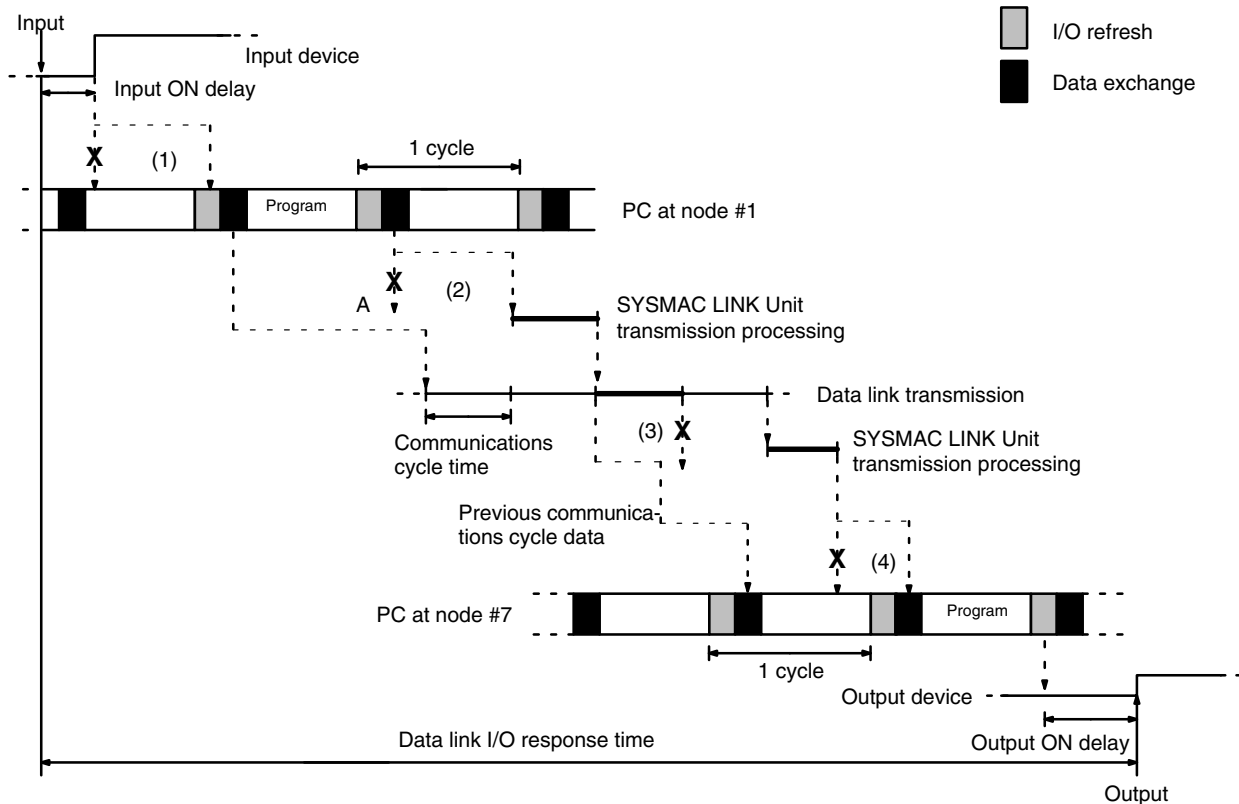 Input
I/O refresh
Input device
Data exchange
Input ON delay
X
(1)
1 cycle
Program
PC at node #1
X
A
(2)
SYSMAC LINK Unit
transmission processing
Data link transmission
Communications
cycle time
(3)
X
SYSMAC LINK Unit
transmission processing
Previous communica-
tions cycle data
X
(4)
PC at node #7
Program
1 cycle
Output device
Data link I/O response time
Output ON delay
Output